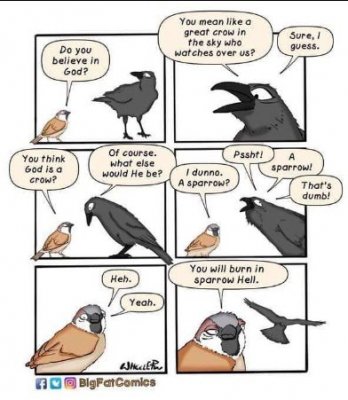 Do you
believe in
God?
You mean like a
great crow in
the sky who
watches over us?
Sure, I
guess.
You think
God is a
crow?
Of course.
what else
would He be?
I dunno.
A sparrow?
Pssht!
A
sparrow!
That's
dumb!
Heh.
Yeah.
WHEELER
You will burn in
sparrow Hell.
BigFatComics